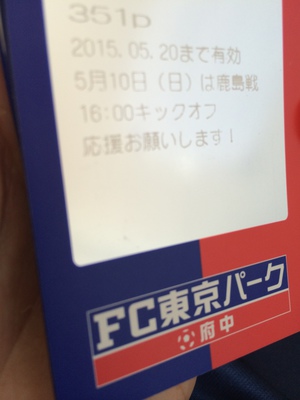 351p
2015.05.20まで有効
5月10日(日)は鹿島戦
16:00キックオフ
応援お願いします!
FC東京パーク
府中